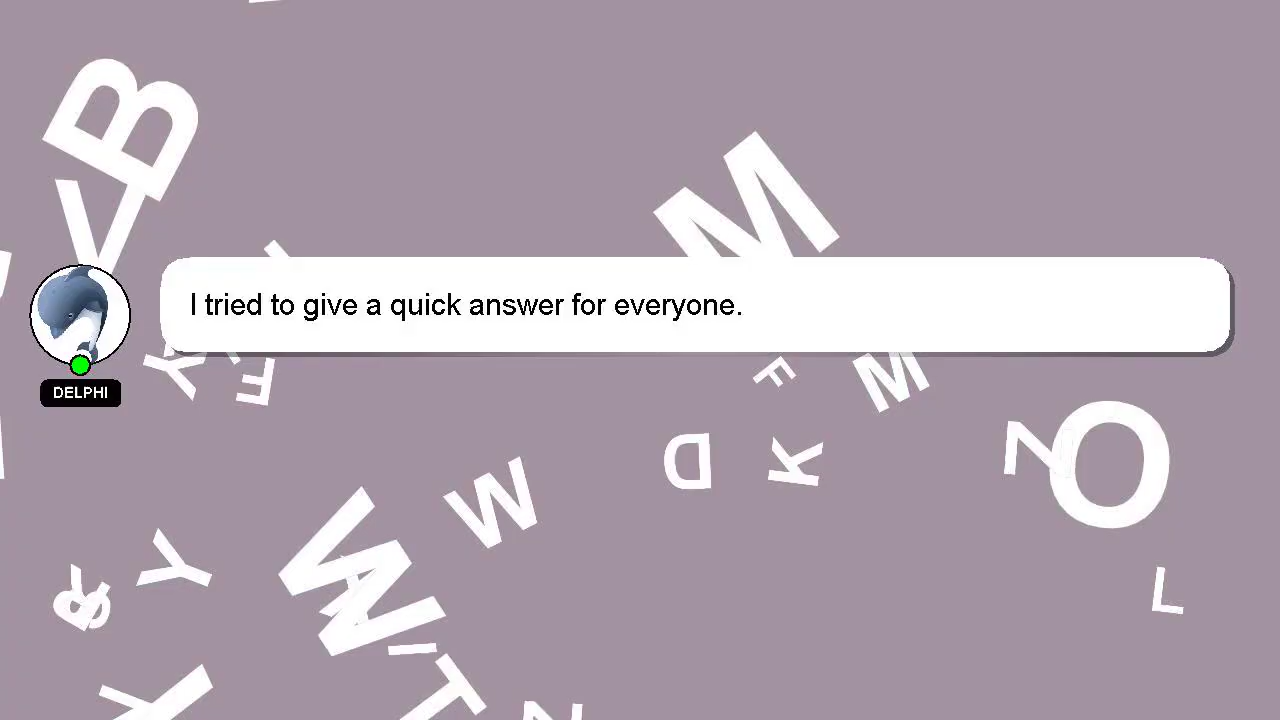 I tried to give a quick answer for everyone.
DELPHI
B
V
M
Y
F
E
F
M
D
K
Z
O
W
Y
R
W
A
L
I
T
Y
Z